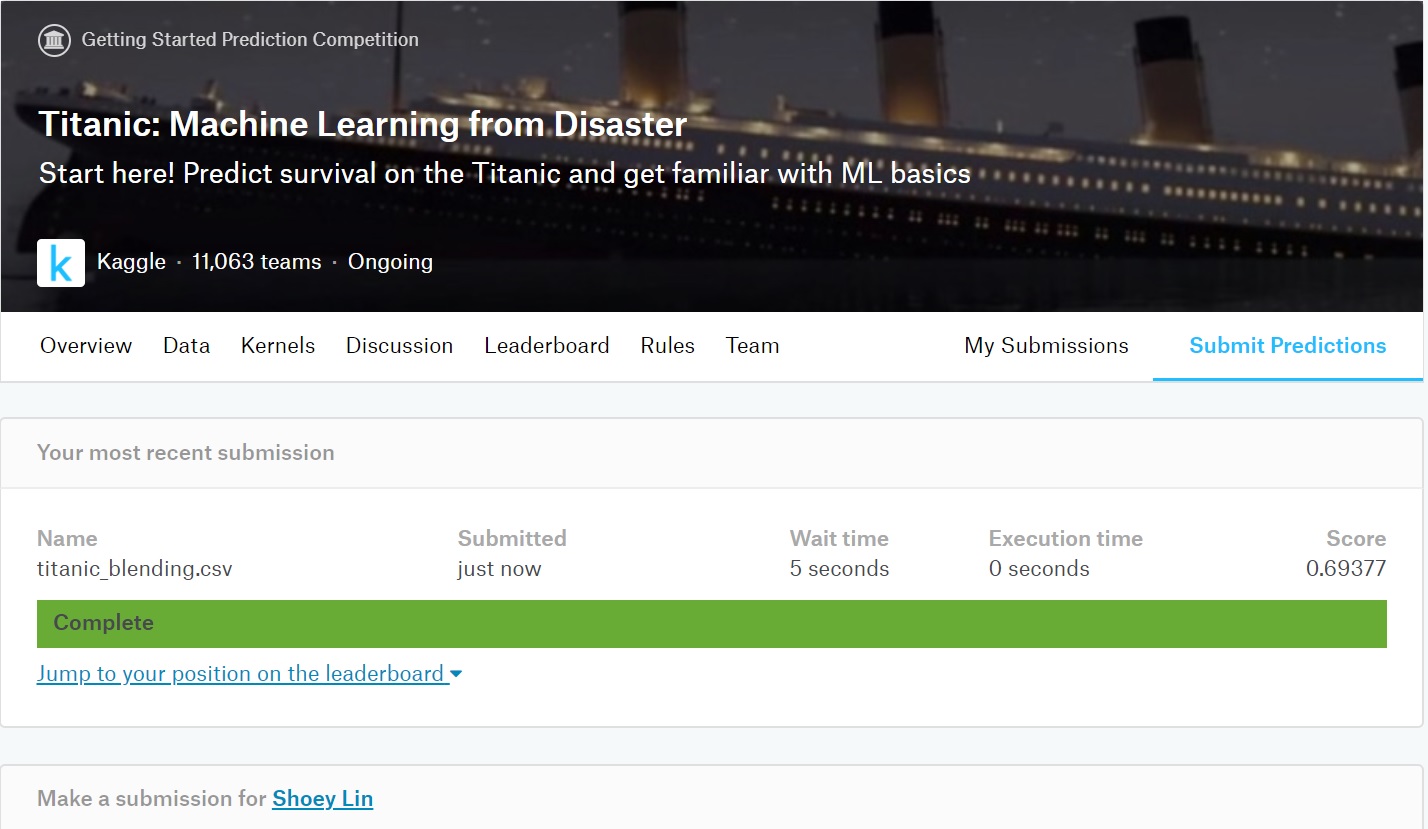 Getting Started Prediction Competition
Titanic: Machine Learning from Disaster
Start here! Predict survival on the Titanic and get familiar with ML basics
k
Kaggle · 11,063 teams · Ongoing
Overview Data Kernels Discussion Leaderboard Rules Team My Submissions Submit Predictions
Your most recent submission
Name Submitted Wait time Execution time Score
titanic_blending.csv just now 5 seconds 0 seconds 0.69377
Complete
Jump to your position on the leaderboard
Make a submission for Shoey Lin